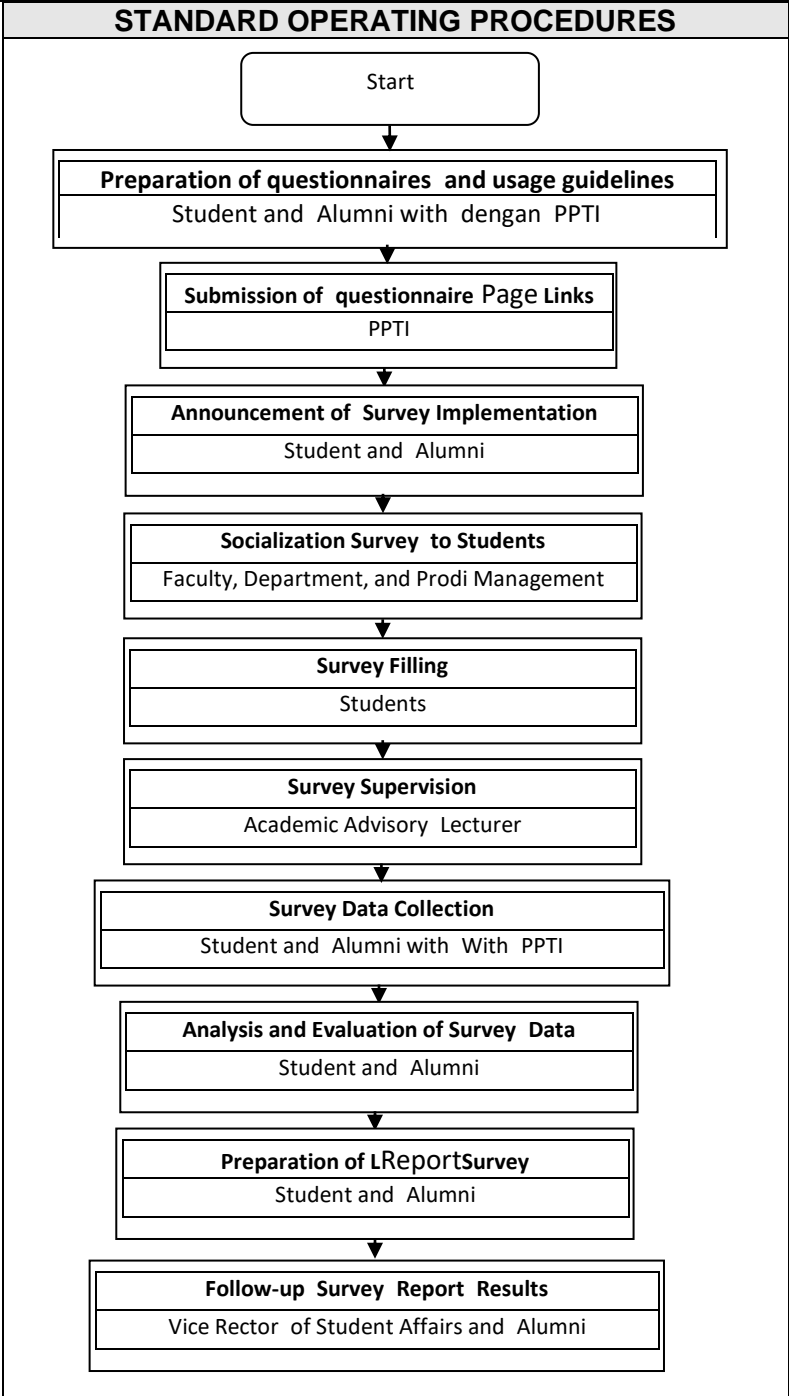 STANDARD OPERATING PROCEDURES
Start
Preparation of questionnaires and usage guidelines
Student and Alumni with dengan PPTI
Submission of questionnaire Page Links
PPTI
Announcement of Survey Implementation
Student and Alumni
Socialization Survey to Students
Faculty, Department, and Prodi Management
Survey Filling
Students
Survey Supervision
Academic Advisory Lecturer
Survey Data Collection
Student and Alumni with With PPTI
Analysis and Evaluation of Survey Data
Student and Alumni
Preparation of LReportSurvey
Student and Alumni
Follow-up Survey Report Results
Vice Rector of Student Affairs and Alumni